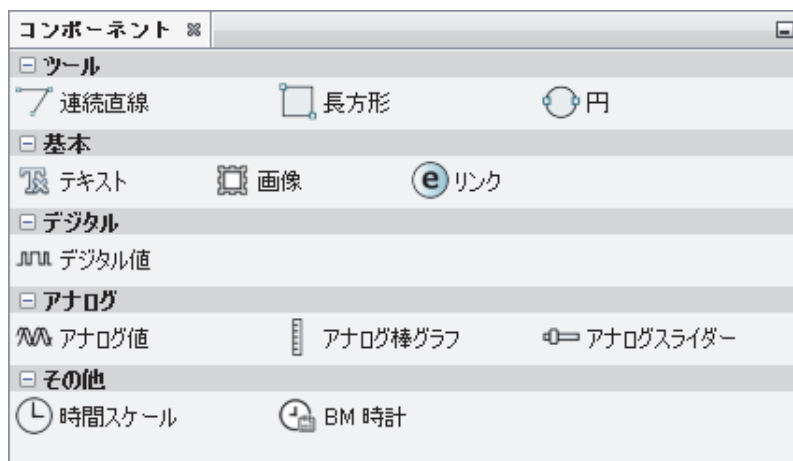 コンポーネント
ツール
連続直線 長方形 円
基本
テキスト 画像 リンク
デジタル
デジタル値
アナログ
アナログ値 アナログ棒グラフ アナログスライダー
その他
時間スケール BM 時計